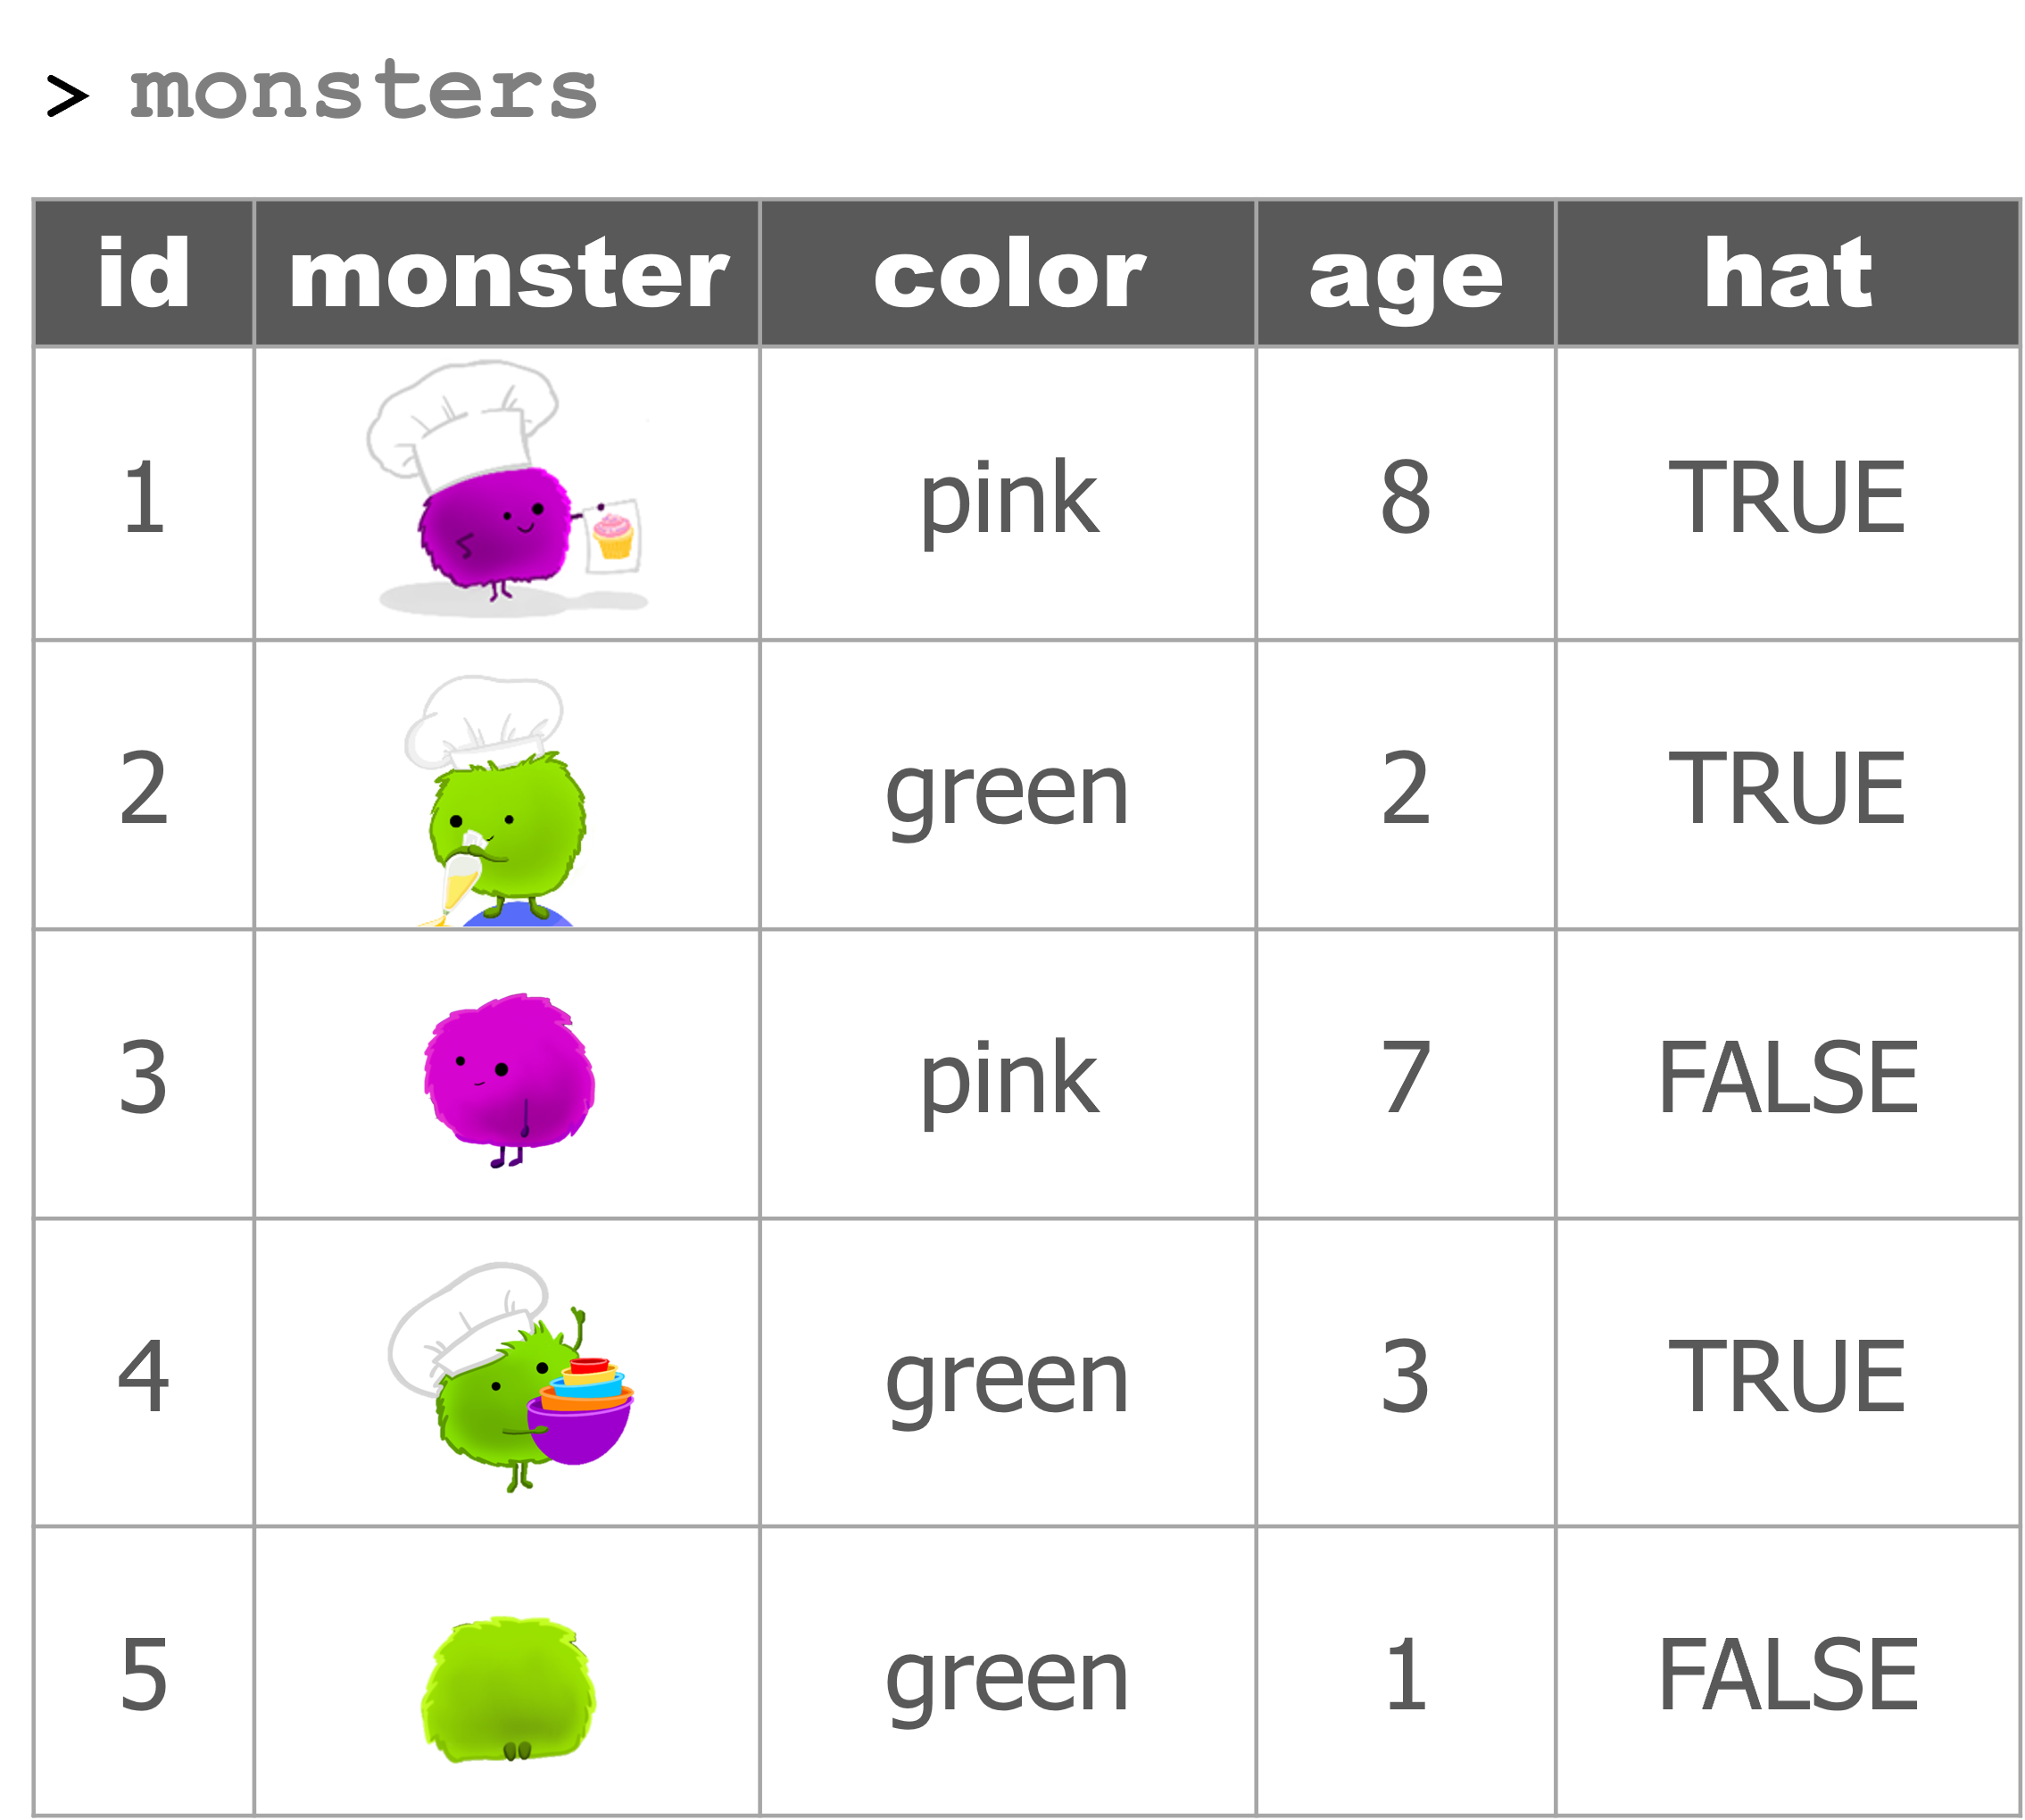 > monsters
id monster color age hat
1 pink 8 TRUE
2 green 2 TRUE
3 pink 7 FALSE
4 green 3 TRUE
5 green 1 FALSE